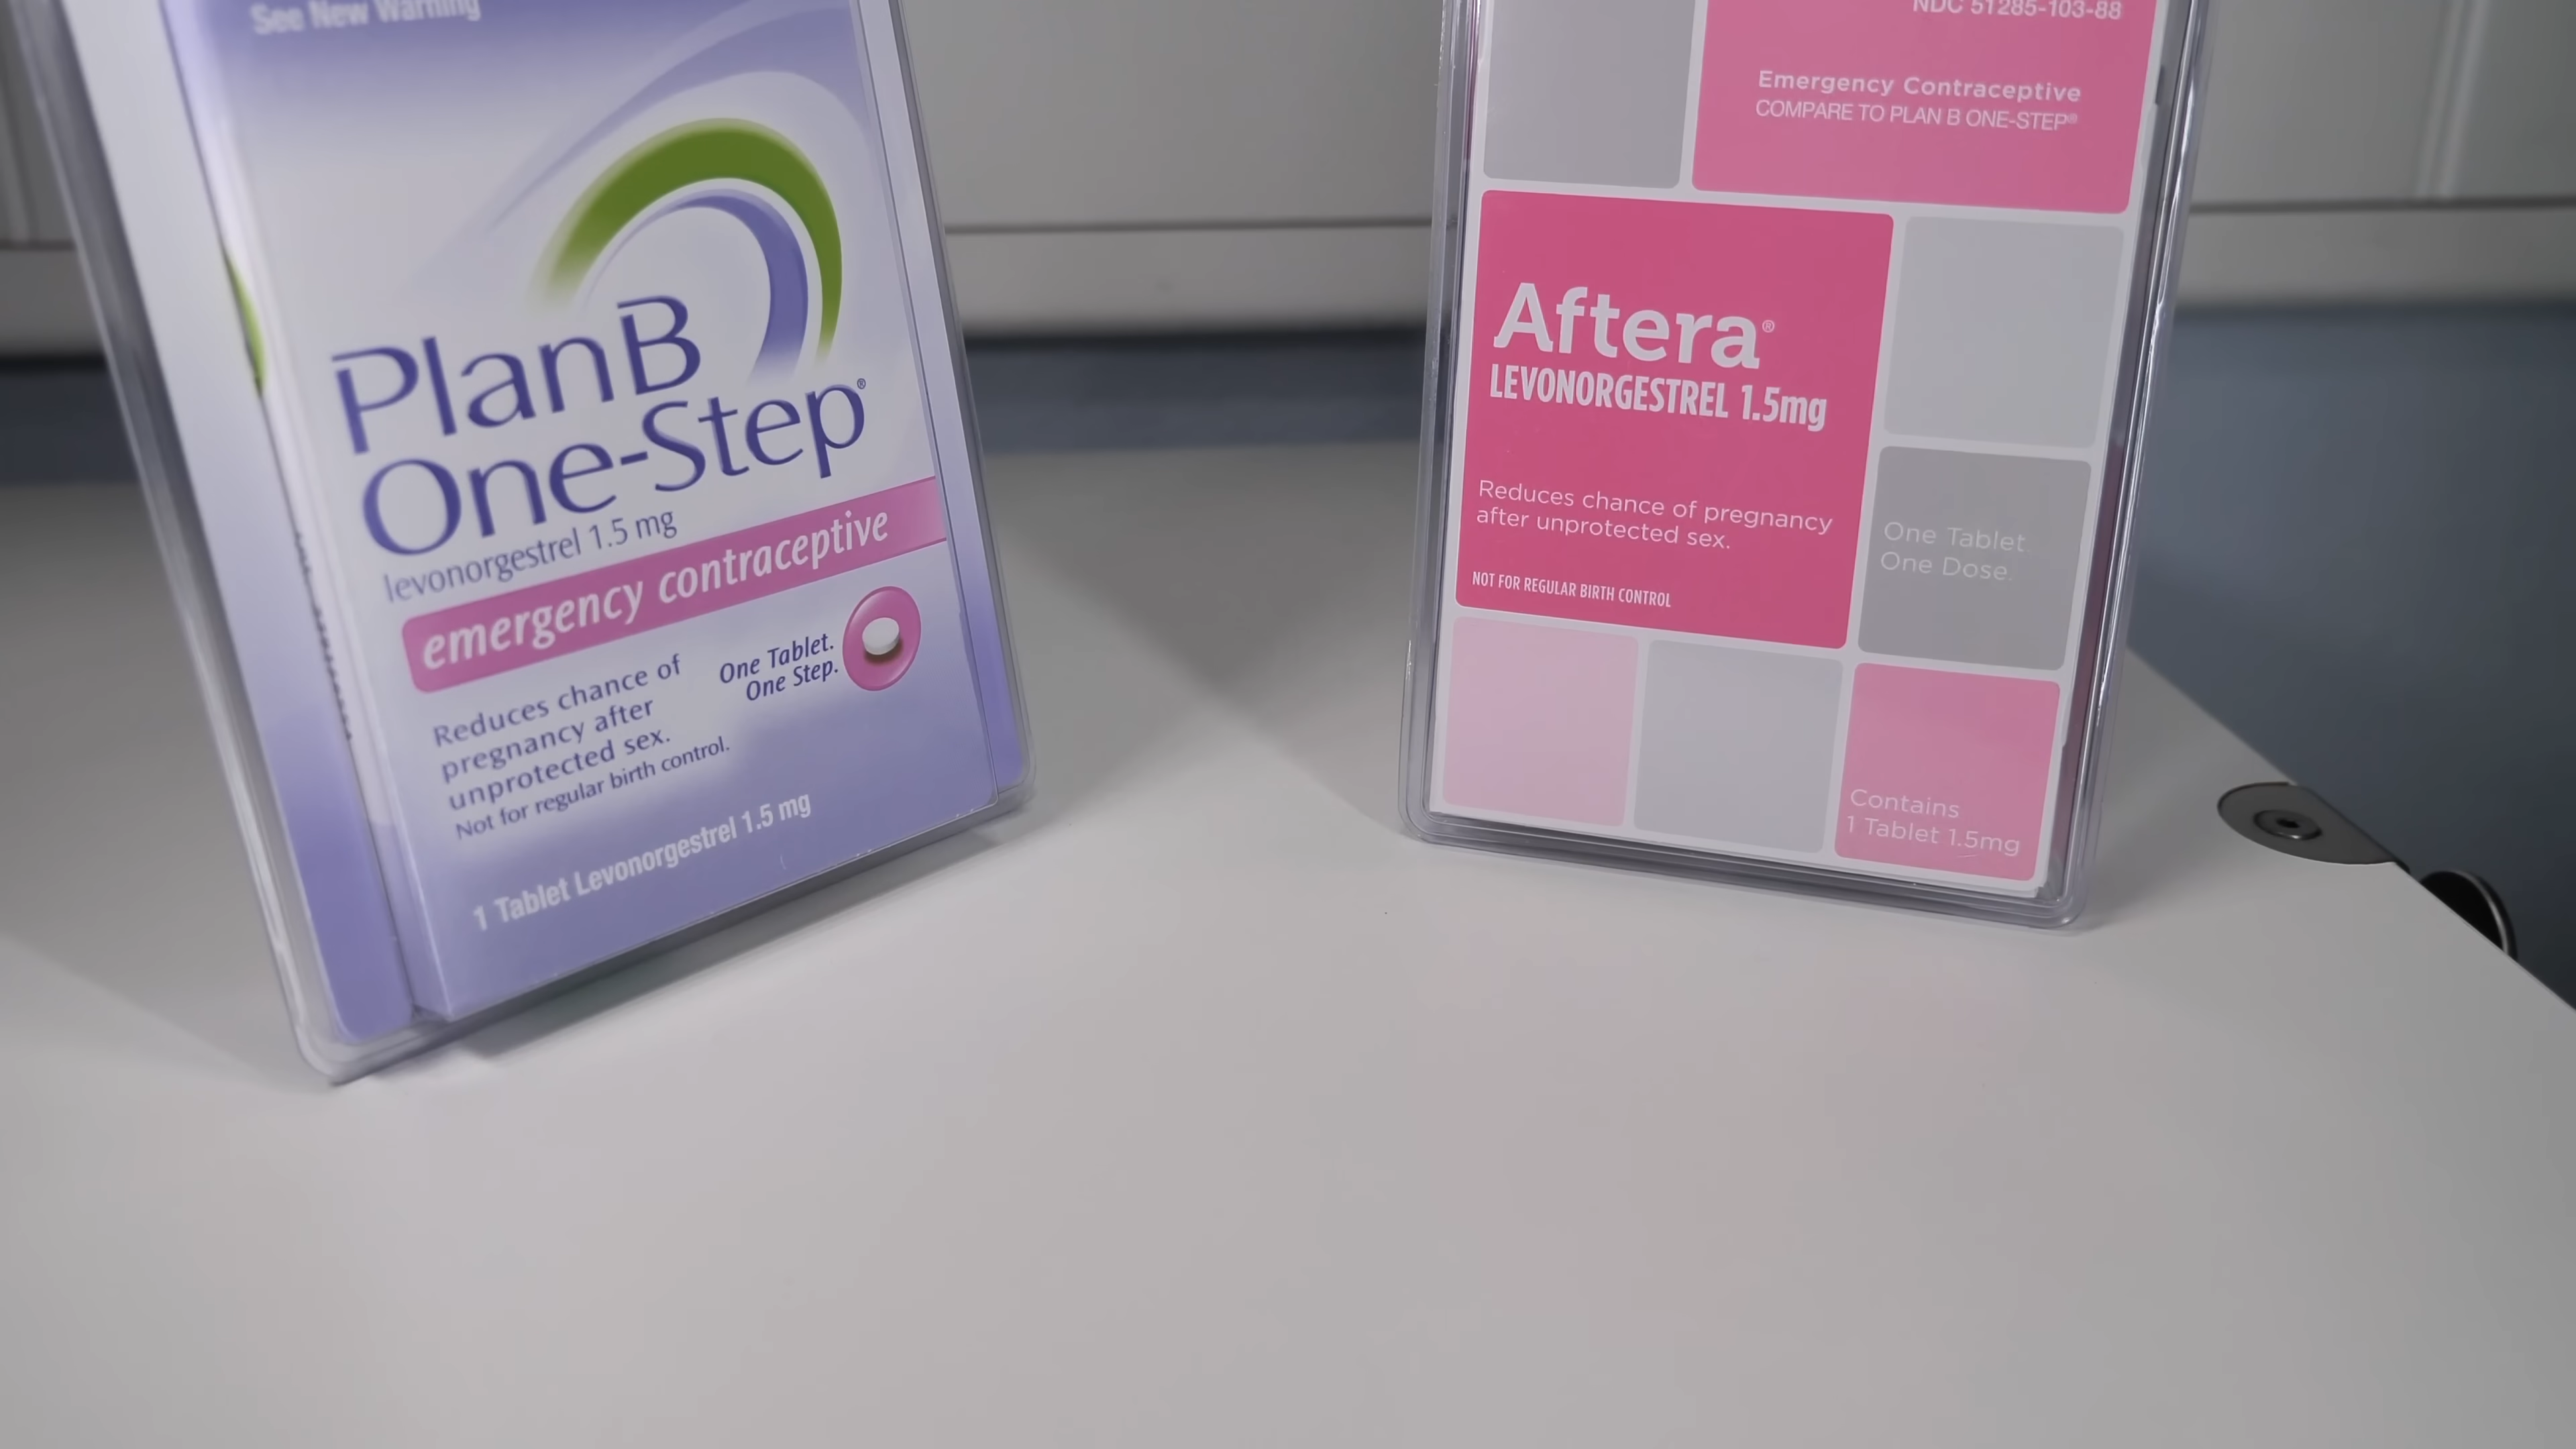 See New Warning
Plan B
One-Step®
levonorgestrel 1.5 mg
emergency contraceptive
Reduces chance of
pregnancy after
unprotected sex.
Not for regular birth control.
One Tablet.
One Step.
1 Tablet Levonorgestrel 1.5 mg
NDC 51285-103-88
Emergency Contraceptive
COMPARE TO PLAN B ONE-STEP®
Aftera®
LEVONORGESTREL 1.5mg
Reduces chance of pregnancy
after unprotected sex.
NOT FOR REGULAR BIRTH CONTROL
One Tablet.
One Dose.
Contains
1 Tablet 1.5mg